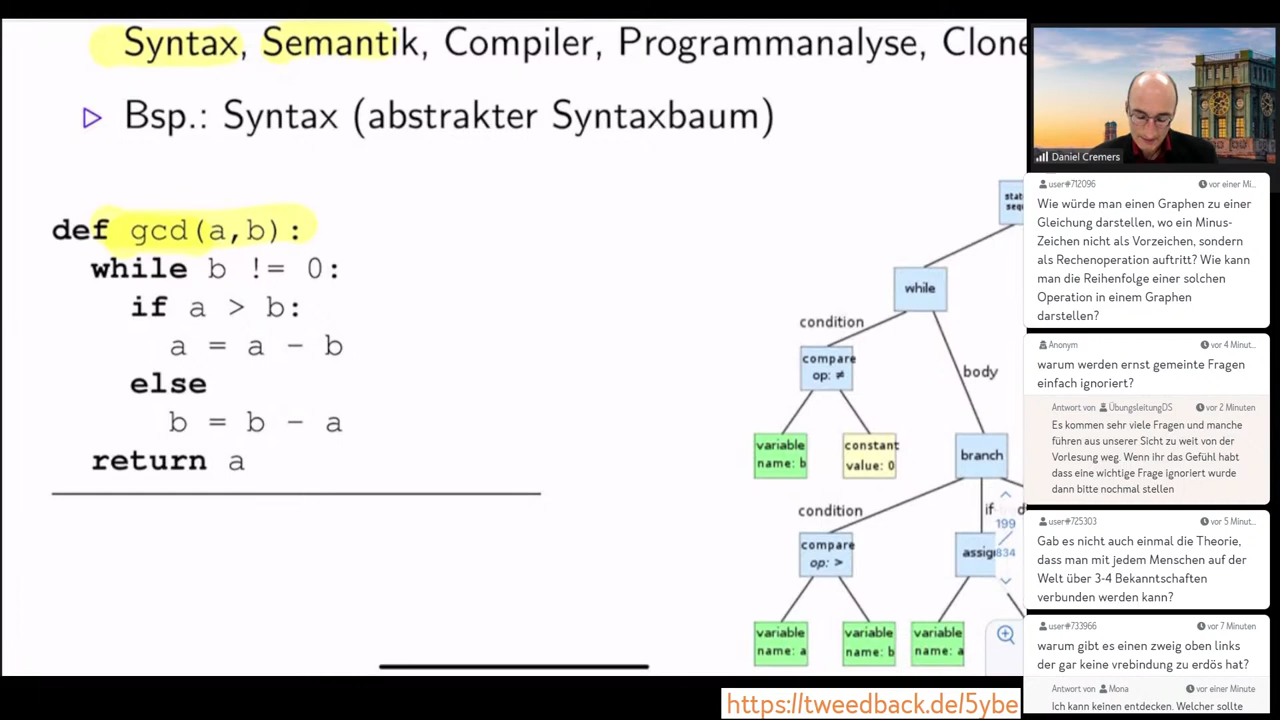 Syntax, Semantik, Compiler, Programmanalyse, Clone
Bsp.: Syntax (abstrakter Syntaxbaum)
def gcd(a,b):
while b != 0:
if a > b:
a = a - b
else
b = b - a
return a
while
condition
compare
op: ≠
body
variable
name: b
constant
value: 0
branch
condition
if
compare
op: >
variable
name: a
variable
name: b
variable
name: a
199
834
Daniel Cremers
user#712096 vor einer Mi...
Wie würde man einen Graphen zu einer
Gleichung darstellen, wo ein Minus-
Zeichen nicht als Vorzeichen, sondern
als Rechenoperation auftritt? Wie kann
man die Reihenfolge einer solchen
Operation in einem Graphen
darstellen?
Anonym vor 4 Minut...
warum werden ernst gemeinte Fragen
einfach ignoriert?
Antwort von ÜbungsleitungDS vor 2 Minuten
Es kommen sehr viele Fragen und manche
führen aus unserer Sicht zu weit von der
Vorlesung weg. Wenn ihr das Gefühl habt
dass eine wichtige Frage ignoriert wurde
dann bitte nochmal stellen
user#725303 vor 5 Minut...
Gab es nicht auch einmal die Theorie,
dass man mit jedem Menschen auf der
Welt über 3-4 Bekanntschaften
verbunden werden kann?
user#733966 vor 7 Minuten
warum gibt es einen zweig oben links
der gar keine vrebindung zu erdös hat?
Antwort von Mona vor einer Minute
Ich kann keinen entdecken. Welcher sollte
https://tweedback.de/5ybe